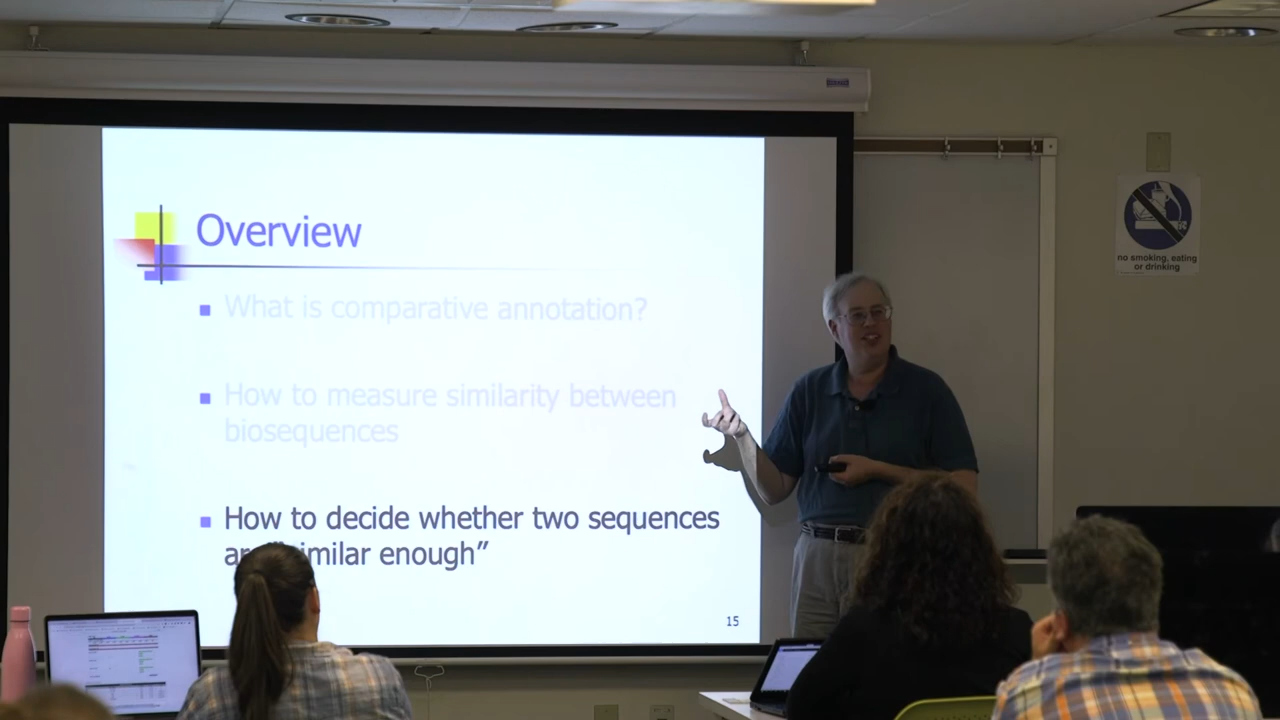 Overview
What is comparative annotation?
How to measure similarity between
biosequences
How to decide whether two sequences
imilar enough”
15
no smoking, eating
or drinking